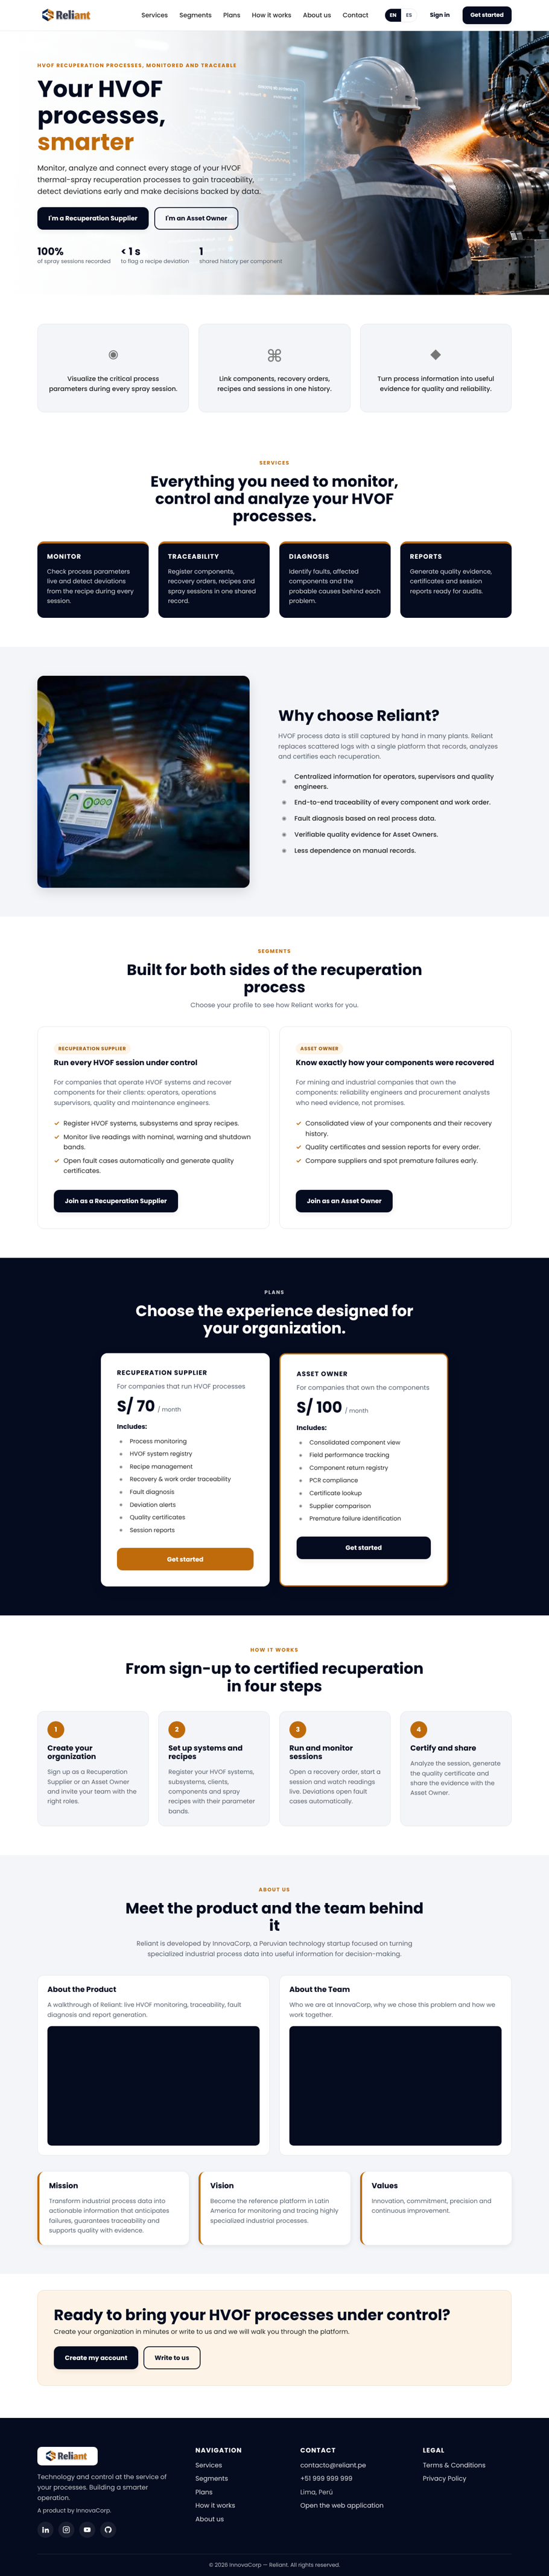 Reliant
Services Segments Plans How it works About us Contact EN ES Sign in Get started
HVOF RECUPERATION PROCESSES, MONITORED AND TRACEABLE
Your HVOF
processes,
smarter
Monitor, analyze and connect every stage of your HVOF
thermal-spray recuperation processes to gain traceability,
detect deviations early and make decisions backed by data.
I'm a Recuperation Supplier
I'm an Asset Owner
100%
of spray sessions recorded
< 1 s
to flag a recipe deviation
1
shared history per component
Visualize the critical process
parameters during every spray session.
Link components, recovery orders,
recipes and sessions in one history.
Turn process information into useful
evidence for quality and reliability.
SERVICES
Everything you need to monitor,
control and analyze your HVOF
processes.
MONITOR
Check process parameters
live and detect deviations
from the recipe during every
session.
TRACEABILITY
Register components,
recovery orders, recipes and
spray sessions in one shared
record.
DIAGNOSIS
Identify faults, affected
components and the
probable causes behind each
problem.
REPORTS
Generate quality evidence,
certificates and session
reports ready for audits.
Why choose Reliant?
HVOF process data is still captured by hand in many plants. Reliant
replaces scattered logs with a single platform that records, analyzes
and certifies each recuperation.
Centralized information for operators, supervisors and quality
engineers.
End-to-end traceability of every component and work order.
Fault diagnosis based on real process data.
Verifiable quality evidence for Asset Owners.
Less dependence on manual records.
SEGMENTS
Built for both sides of the recuperation
process
Choose your profile to see how Reliant works for you.
RECUPERATION SUPPLIER
Run every HVOF session under control
For companies that operate HVOF systems and recover
components for their clients: operators, operations
supervisors, quality and maintenance engineers.
Register HVOF systems, subsystems and spray recipes.
Monitor live readings with nominal, warning and shutdown
bands.
Open fault cases automatically and generate quality
certificates.
Join as a Recuperation Supplier
ASSET OWNER
Know exactly how your components were recovered
For mining and industrial companies that own the
components: reliability engineers and procurement analysts
who need evidence, not promises.
Consolidated view of your components and their recovery
history.
Quality certificates and session reports for every order.
Compare suppliers and spot premature failures early.
Join as an Asset Owner
PLANS
Choose the experience designed for
your organization.
RECUPERATION SUPPLIER
For companies that run HVOF processes
S/ 70 / month
Includes:
Process monitoring
HVOF system registry
Recipe management
Recovery & work order traceability
Fault diagnosis
Deviation alerts
Quality certificates
Session reports
Get started
ASSET OWNER
For companies that own the components
S/ 100 / month
Includes:
Consolidated component view
Field performance tracking
Component return registry
PCR compliance
Certificate lookup
Supplier comparison
Premature failure identification
Get started
HOW IT WORKS
From sign-up to certified recuperation
in four steps
1
Create your
organization
Sign up as a Recuperation
Supplier or an Asset Owner
and invite your team with the
right roles.
2
Set up systems and
recipes
Register your HVOF systems,
subsystems, clients,
components and spray
recipes with their parameter
bands.
3
Run and monitor
sessions
Open a recovery order, start a
session and watch readings
live. Deviations open fault
cases automatically.
4
Certify and share
Analyze the session, generate
the quality certificate and
share the evidence with the
Asset Owner.
ABOUT US
Meet the product and the team behind
it
Reliant is developed by InnovaCorp, a Peruvian technology startup focused on turning
specialized industrial process data into useful information for decision-making.
About the Product
A walkthrough of Reliant: live HVOF monitoring, traceability, fault
diagnosis and report generation.
About the Team
Who we are at InnovaCorp, why we chose this problem and how we
work together.
Mission
Transform industrial process data into
actionable information that anticipates
failures, guarantees traceability and
supports quality with evidence.
Vision
Become the reference platform in Latin
America for monitoring and tracing highly
specialized industrial processes.
Values
Innovation, commitment, precision and
continuous improvement.
Ready to bring your HVOF processes under control?
Create your organization in minutes or write to us and we will walk you through the platform.
Create my account
Write to us
Reliant
Technology and control at the service of
your processes. Building a smarter
operation.
A product by InnovaCorp.
NAVIGATION
Services
Segments
Plans
How it works
About us
CONTACT
contacto@reliant.pe
+51 999 999 999
Lima, Perú
Open the web application
LEGAL
Terms & Conditions
Privacy Policy
© 2026 InnovaCorp — Reliant. All rights reserved.